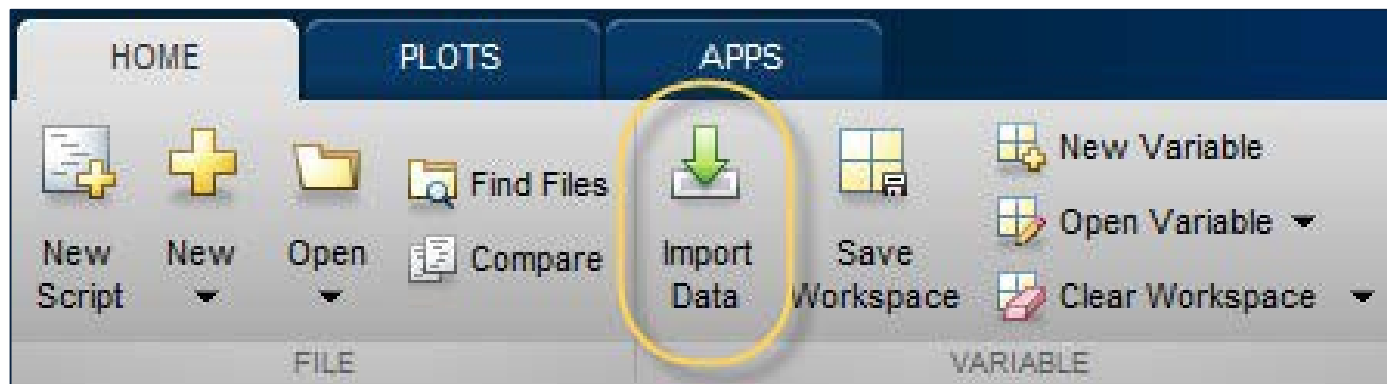 HOME
PLOTS
APPS
New
Script
New
Open
Find Files
Compare
Import
Data
Save
Workspace
New Variable
Open Variable
Clear Workspace
FILE
VARIABLE